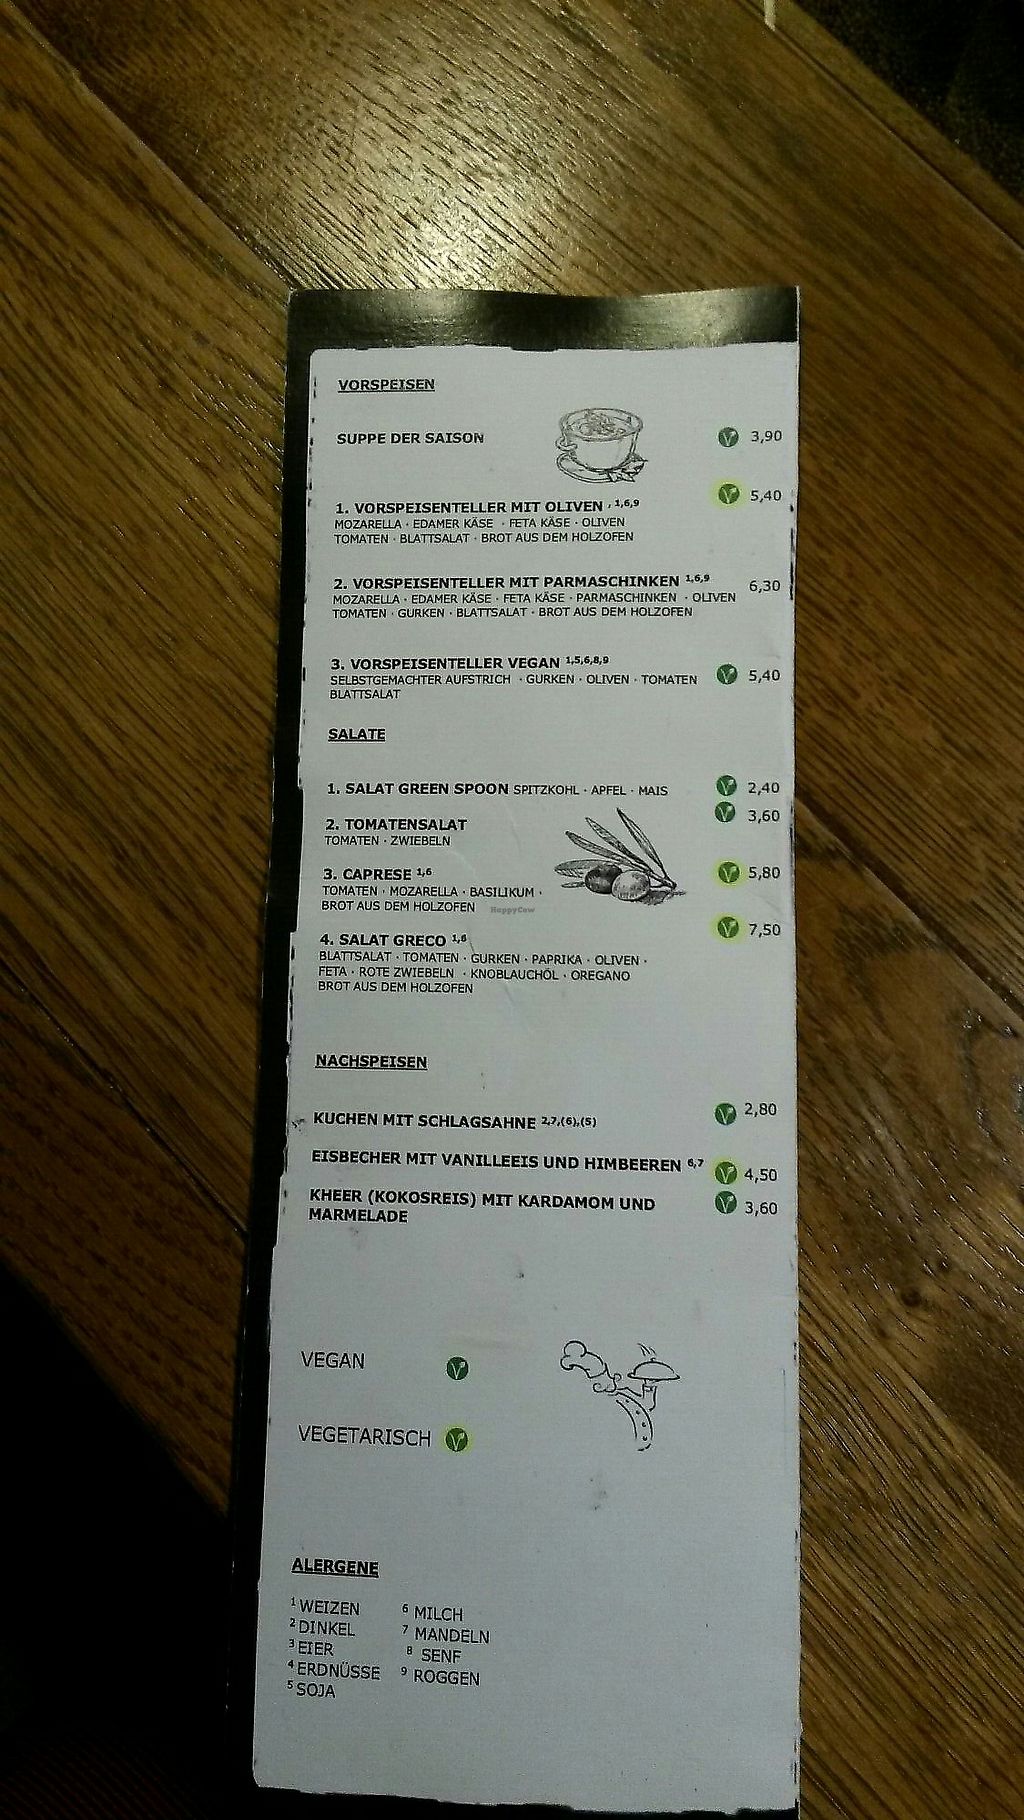 VORSPEISEN
SUPPE DER SAISON 3,90
1. VORSPEISENTELLER MIT OLIVEN , 1,6,9 5,40
MOZARELLA · EDAMER KÄSE · FETA KÄSE · OLIVEN
TOMATEN · BLATTSALAT · BROT AUS DEM HOLZOFEN
2. VORSPEISENTELLER MIT PARMASCHINKEN 1,6,9 6,30
MOZARELLA · EDAMER KÄSE · FETA KÄSE · PARMASCHINKEN · OLIVEN
TOMATEN · GURKEN · BLATTSALAT · BROT AUS DEM HOLZOFEN
3. VORSPEISENTELLER VEGAN 1,5,6,8,9 5,40
SELBSTGEMACHTER AUFSTRICH · GURKEN · OLIVEN · TOMATEN
BLATTSALAT
SALATE
1. SALAT GREEN SPOON SPITZKOHL · APFEL · MAIS 2,40
2. TOMATENSALAT 3,60
TOMATEN · ZWIEBELN
3. CAPRESE 1,6 5,80
TOMATEN · MOZARELLA · BASILIKUM ·
BROT AUS DEM HOLZOFEN
HappyCow
4. SALAT GRECO 1,6 7,50
BLATTSALAT · TOMATEN · GURKEN · PAPRIKA · OLIVEN ·
FETA · ROTE ZWIEBELN · KNOBLAUCHÖL · OREGANO
BROT AUS DEM HOLZOFEN
NACHSPEISEN
KUCHEN MIT SCHLAGSAHNE 2,7,(6),(5) 2,80
EISBECHER MIT VANILLEEIS UND HIMBEEREN 6,7 4,50
KHEER (KOKOSREIS) MIT KARDAMOM UND 3,60
MARMELADE
VEGAN
VEGETARISCH
ALERGENE
1 WEIZEN 6 MILCH
2 DINKEL 7 MANDELN
3 EIER 8 SENF
4 ERDNÜSSE 9 ROGGEN
5 SOJA